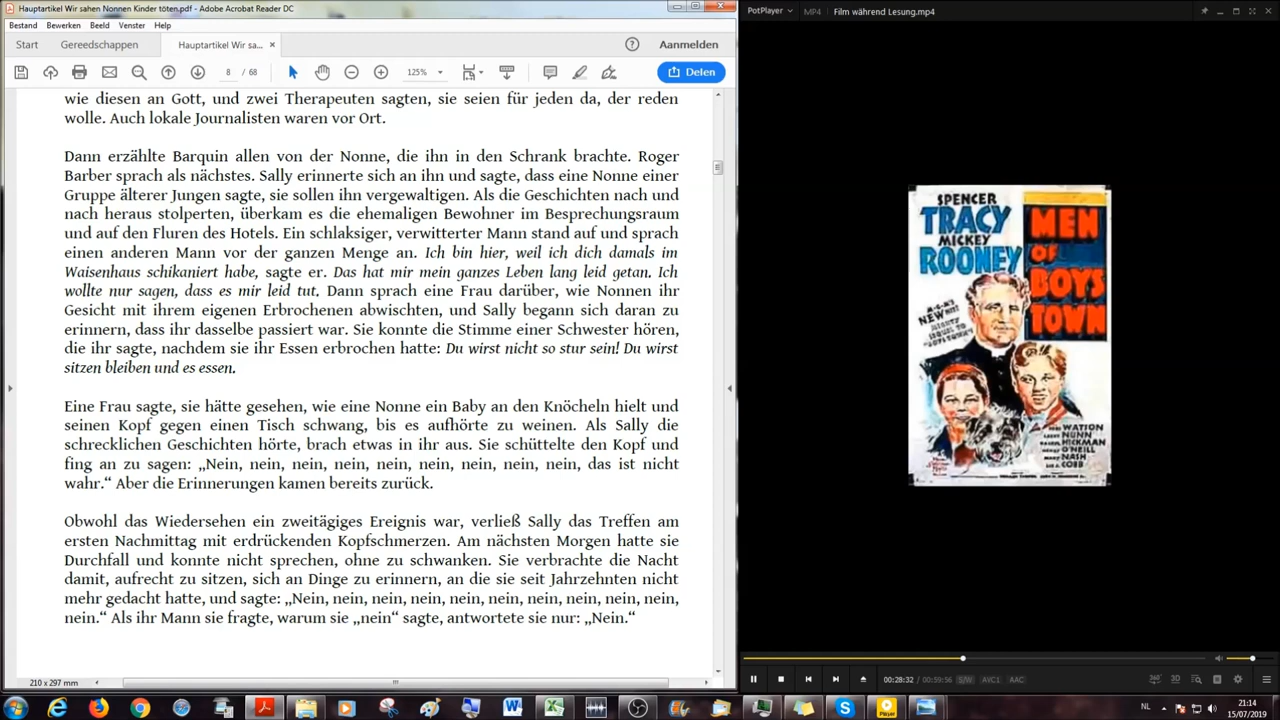 Hauptartikel Wir sahen Nonnen Kinder töten.pdf - Adobe Acrobat Reader DC
Bestand Bewerken Beeld Venster Help
Start Gereedschappen Hauptartikel Wir sa... × Aanmelden
8 / 68 125% Delen
wie diesen an Gott, und zwei Therapeuten sagten, sie seien für jeden da, der reden
wolle. Auch lokale Journalisten waren vor Ort.
Dann erzählte Barquin allen von der Nonne, die ihn in den Schrank brachte. Roger
Barber sprach als nächstes. Sally erinnerte sich an ihn und sagte, dass eine Nonne einer
Gruppe älterer Jungen sagte, sie sollen ihn vergewaltigen. Als die Geschichten nach und
nach heraus stolperten, überkam es die ehemaligen Bewohner im Besprechungsraum
und auf den Fluren des Hotels. Ein schlaksiger, verwitterter Mann stand auf und sprach
einen anderen Mann vor der ganzen Menge an. Ich bin hier, weil ich dich damals im
Waisenhaus schikaniert habe, sagte er. Das hat mir mein ganzes Leben lang leid getan. Ich
wollte nur sagen, dass es mir leid tut. Dann sprach eine Frau darüber, wie Nonnen ihr
Gesicht mit ihrem eigenen Erbrochenen abwischten, und Sally begann sich daran zu
erinnern, dass ihr dasselbe passiert war. Sie konnte die Stimme einer Schwester hören,
die ihr sagte, nachdem sie ihr Essen erbrochen hatte: Du wirst nicht so stur sein! Du wirst
sitzen bleiben und es essen.
Eine Frau sagte, sie hätte gesehen, wie eine Nonne ein Baby an den Knöcheln hielt und
seinen Kopf gegen einen Tisch schwang, bis es aufhörte zu weinen. Als Sally die
schrecklichen Geschichten hörte, brach etwas in ihr aus. Sie schüttelte den Kopf und
fing an zu sagen: „Nein, nein, nein, nein, nein, nein, nein, nein, nein, das ist nicht
wahr.“ Aber die Erinnerungen kamen bereits zurück.
Obwohl das Wiedersehen ein zweitägiges Ereignis war, verließ Sally das Treffen am
ersten Nachmittag mit erdrückenden Kopfschmerzen. Am nächsten Morgen hatte sie
Durchfall und konnte nicht sprechen, ohne zu schwanken. Sie verbrachte die Nacht
damit, aufrecht zu sitzen, sich an Dinge zu erinnern, an die sie seit Jahrzehnten nicht
mehr gedacht hatte, und sagte: „Nein, nein, nein, nein, nein, nein, nein, nein, nein, nein,
nein.“ Als ihr Mann sie fragte, warum sie „nein“ sagte, antwortete sie nur: „Nein.“
210 x 297 mm
PotPlayer MP4 Film während Lesung.mp4
SPENCER
TRACY
MICKEY
ROONEY
MEN
OF
BOYS
TOWN
WATSON
NUNN
HICKMAN
O'NEILL
NASH
COBB
00:28:32 / 00:59:36 S/W AVC1 AAC
360° 3D
NL 21:14
15/07/2019